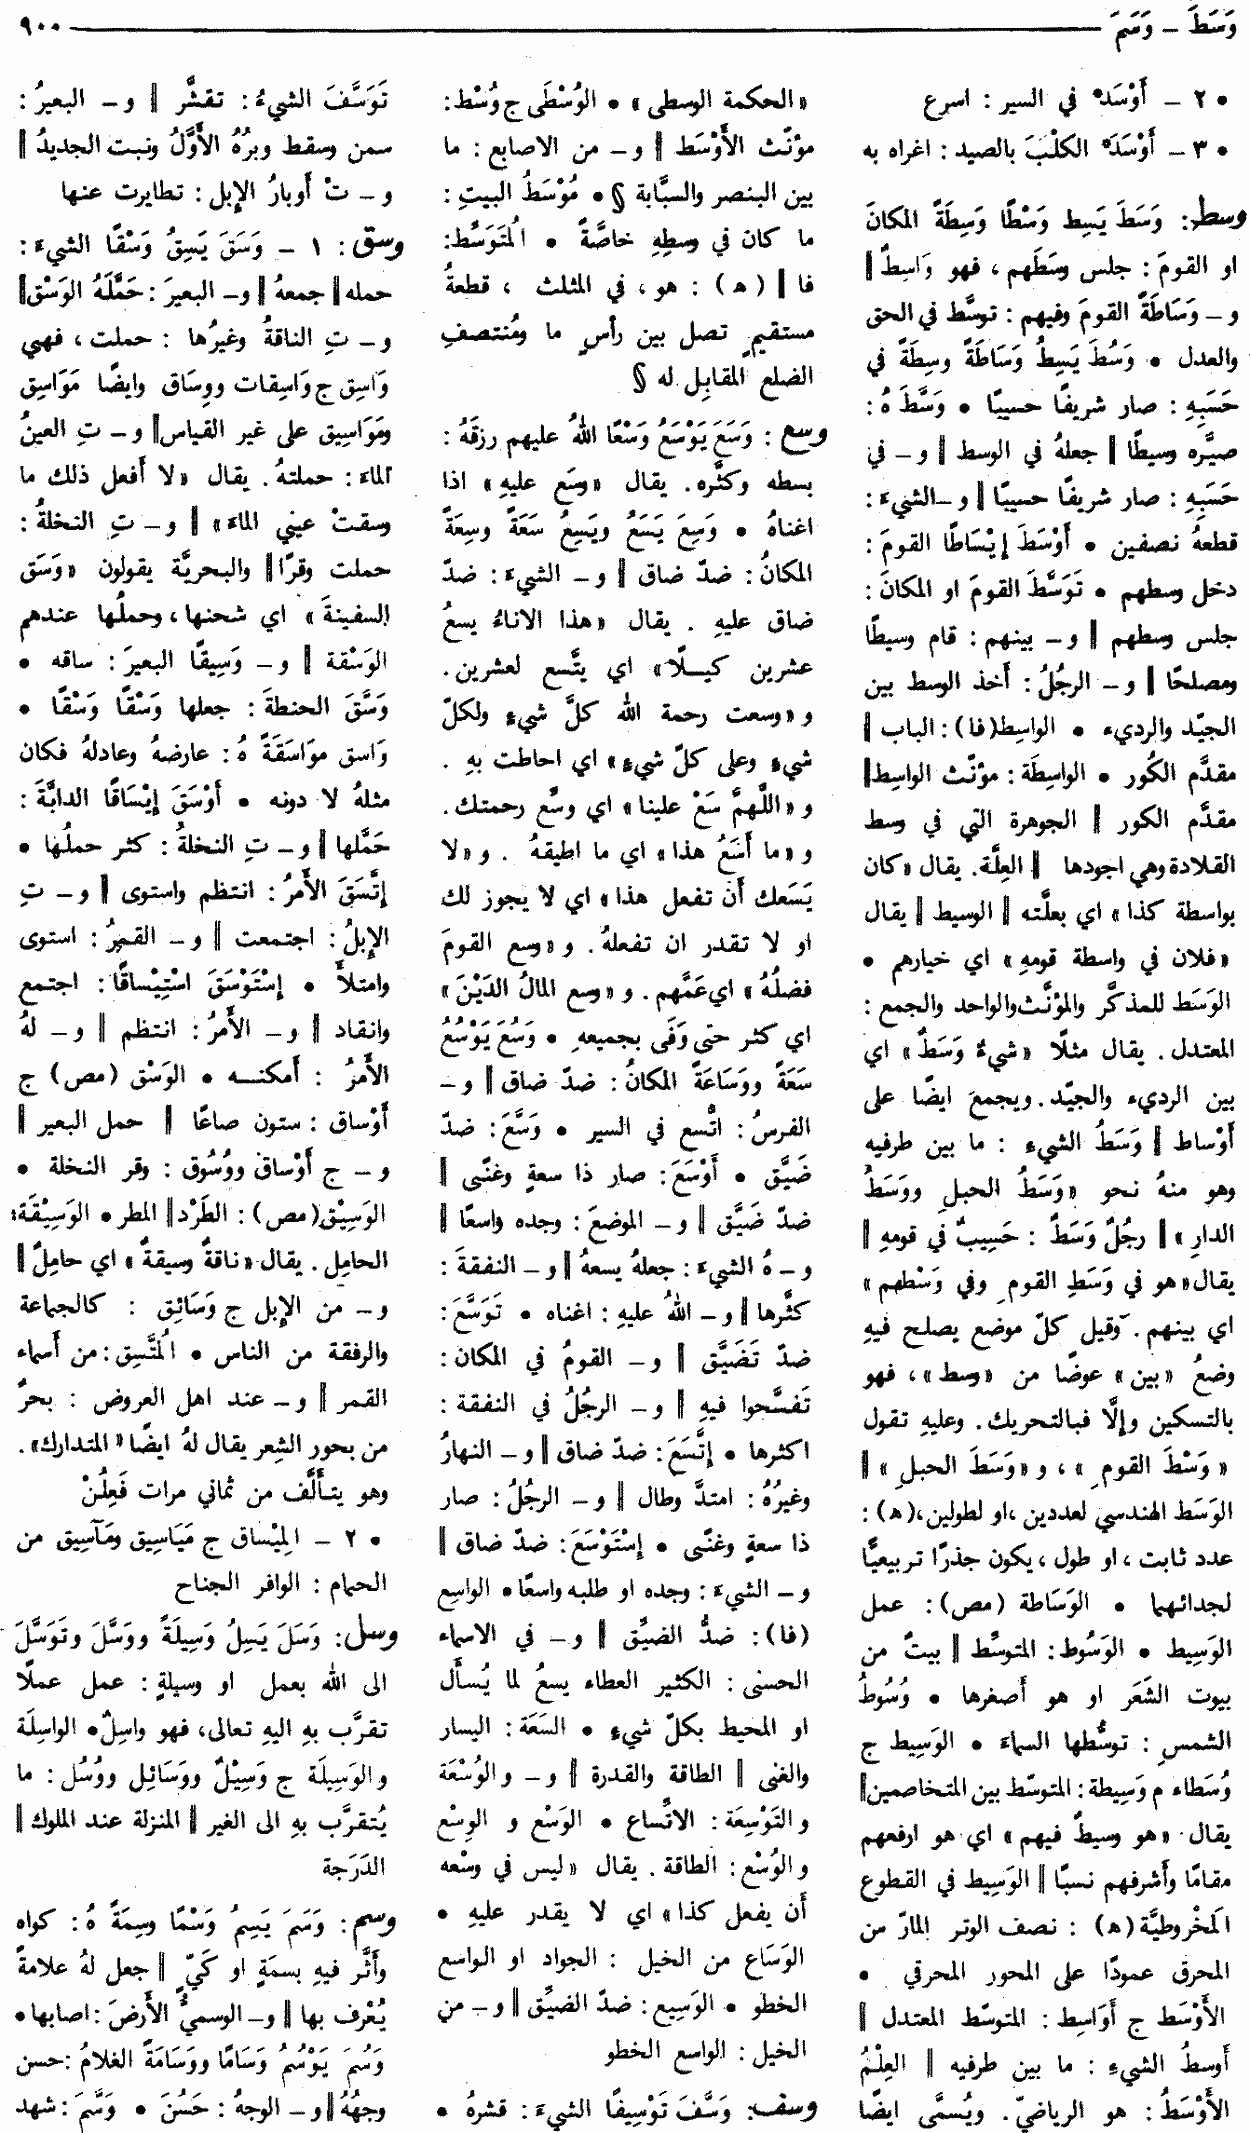 وَسَطَ – وَسَمَ
٩٠٠
• ٢ – أَوْسَدَ في السير : اسرع
• ٣ – أَوْسَدَ الكلْبَ بالصيد : اغراه به
وسط: وَسَطَ يَسِط وَسْطًا وَسِطَةً المكانَ
او القومَ : جلس وسَطَهم ، فهو وَاسِطٌ ‖
و – وَسَاطَةً القومَ وفيهم : توسَّط في الحق
والعدل • وَسُطَ يَسِطُ وَسَاطَةً وسِطَةً في
حَسَبِهِ : صار شريفًا حسيبًا • وَسَّطَ هُ :
صيَّره وسيطًا ‖ جعلهُ في الوسط ‖ و – في
حَسَبِهِ : صار شريفًا حسيبًا ‖ و – الشيءَ :
قطعهُ نصفين • أَوْسَطَ إِيْسَاطًا القومَ :
دخل وسطهم • تَوَسَّطَ القومَ او المكانَ :
جلس وسطهم ‖ و – بينهم : قام وسيطًا
ومصلحًا ‖ و – الرجُلُ : أخذ الوسط بين
الجيّد والرديء • الواسِط (فا) : الباب ‖
مقدَّم الكُور • الواسِطَة : مؤنَّث الواسِط ‖
مقدَّم الكور ‖ الجوهرة التي في وسط
القلادة وهي اجودها ‖ العِلَّة. يقال «كان
بواسطة كذا» اي بعلَّته ‖ الوسيط ‖ يقال
«فلان في واسطة قومهِ» اي خيارهم •
الوَسَط للمذكَّر والمؤنَّث والواحد والجمع :
المعتدل . يقال مثلًا «شيءٌ وَسَطٌ» اي
بين الرديء والجيّد . ويجمع ايضًا على
أَوْساط ‖ وَسَطُ الشيءِ : ما بين طرفيه
وهو منهُ نحو «وَسَطُ الحبلِ ووَسَطُ
الدارِ» ‖ رجُلٌ وَسَطٌ : حَسِيبٌ في قومهِ ‖
يقال «هو في وَسَطِ القومِ وفي وَسْطهم»
اي بينهم . وقيل كلّ موضع يصلح فيهِ
وضعُ «بين» عوضًا من «وسط»، فهو
بالتسكين وإلَّا فبالتحريك. وعليهِ تقول
«وَسْطَ القومِ» ، و «وَسَطَ الحبلِ» ‖
الوَسَط الهندسي لعددين ،او لطولين،(ه) :
عدد ثابت ، او طول ، يكون جذرًا تربيعيًّا
لجدائهما • الوَسَاطة (مص) : عمل
الوَسِيط • الوَسُوط : المتوسِّط ‖ بيتٌ من
بيوت الشَعَر او هو أصغرها • وُسُوطُ
الشمسِ : توسُّطها السماءَ • الوَسِيط ج
وُسَطاء م وَسِيطة : المتوسّط بين المتخاصمين ‖
يقال «هو وسيطٌ فيهم» اي هو ارفعهم
مقامًا وأشرفهم نسبًا ‖ الوَسِيط في القطوع
المَخْروطيَّة (ه) : نصف الوتر المارّ من
المحرق عمودًا على المحور المحرقي •
الأَوْسَط ج أَوَاسِط : المتوسّط المعتدل ‖
أَوسطُ الشيءِ : ما بين طرفيه ‖ العِلْمُ
الأَوْسَطُ : هو الرياضيّ. ويُسمَّى ايضًا
«الحكمة الوسطى» • الوُسْطَى ج وُسْط :
مؤنَّث الأَوْسَط ‖ و – من الاصابع : ما
بين البنصر والسبَّابة § • مُوْسَطُ البيتِ :
ما كان في وسطِهِ خاصَّةً • المُتَوَسِّط :
فا ‖ (ه) : هو ، في المثلث ، قطعةُ
مستقيمٍ تصل بين رأسٍ ما ومُنتصفِ
الضلع المقابِل له §
وسع : وَسَعَ يَوْسَعُ وَسْعًا اللهُ عليهم رزقَهُ :
بسطه وكثَّره. يقال «وسَع عليهِ» اذا
اغناهُ • وَسِعَ يَسَعُ ويَسِعُ سَعَةً وسِعَةً
المكانُ : ضدّ ضاق ‖ و – الشيءَ : ضدّ
ضاق عليهِ . يقال «هذا الاناءُ يسعُ
عشرين كيلًا» اي يتَّسع لعشرين .
و «وسعت رحمة الله كلَّ شيءٍ ولكلّ
شيءٍ وعلى كلّ شيءٍ» اي احاطت بهِ .
و «اللَّهمَّ سَعْ علينا» اي وسِّع رحمتك .
و «ما أَسَعُ هذا» اي ما اطيقهُ . و «لا
يَسَعك أن تفعل هذا» اي لا يجوز لك
او لا تقدر ان تفعلهُ. و «وسع القومَ
فضلُهُ» اي عَمَّهم . و «وسع المالُ الدَيْنَ»
اي كثر حتى وَفَى بجميعهِ • وَسُعَ يَوْسُعُ
سَعَةً ووَسَاعَةً المكانُ : ضدّ ضاق ‖ و –
الفرسُ : اتَّسع في السير • وَسَّعَ : ضدّ
ضَيَّق • أَوْسَعَ : صار ذا سعةٍ وغنًى ‖
ضدّ ضَيَّق ‖ و – الموضعَ : وجده واسعًا ‖
و – هُ الشيءَ : جعلهُ يسعهُ ‖ و – النفقةَ :
كثَّرها ‖ و – اللهُ عليهِ : اغناه • تَوَسَّعَ :
ضدّ تَضَيَّق ‖ و – القومُ في المكان :
تَفسَّحوا فيهِ ‖ و – الرجُلُ في النفقة :
اكثرها • إِتَّسَعَ : ضدّ ضاق ‖ و – النهارُ
وغيرُهُ : امتدَّ وطال ‖ و – الرجُلُ : صار
ذا سعةٍ وغنًى • إِسْتَوْسَعَ : ضدّ ضاق ‖
و – الشيءَ : وجده او طلبه واسعًا • الواسِع
(فا) : ضدُّ الضيِّق ‖ و – في الاسماء
الحسنى : الكثير العطاء يسعُ لما يُسأَل
او المحيط بكلّ شيءٍ • السَعَة : اليسار
والغنى ‖ الطاقة والقدرة ‖ و – والوُسْعَة
والتَوْسِعَة : الاتِّساع • الوَسْع و الوِسْع
والوُسْع : الطاقة . يقال «ليس في وسْعه
أن يفعل كذا» اي لا يقدر عليهِ •
الوَسَاع من الخيل : الجواد او الواسع
الخطو • الوَسِيع : ضدّ الضيِّق ‖ و – من
الخيل : الواسع الخطو
وسف: وَسَّفَ تَوْسِيفًا الشيءَ : قشرهُ •
تَوَسَّفَ الشيءُ : تقشَّر ‖ و – البعيرُ :
سمن وسقط وبرُهُ الأَوَّلُ ونبت الجديدُ ‖
و – تْ أوبارُ الإِبل : تطايرت عنها
وسق : ١ – وَسَقَ يَسِقُ وَسْقًا الشيءَ :
حمله ‖ جمعهُ ‖ و – البعيرَ : حَمَّلَهُ الوَسْق ‖
و – تِ الناقةُ وغيرُها : حملت ، فهي
وَاسِق ج وَاسِقات ووِسَاق وايضًا مَوَاسِق
ومَوَاسِيق على غير القياس ‖ و – تِ العينُ
الماءَ : حملتهُ . يقال «لا أفعل ذلك ما
وسقتْ عيني الماءَ» ‖ و – تِ النخلةُ :
حملت وقرًا ‖ والبحريَّة يقولون «وَسَق
السفينةَ» اي شحنها ، وحملُها عندهم
الوَسْقة ‖ و – وَسِيقًا البعيرَ : ساقه •
وَسَّقَ الحنطةَ : جعلها وَسْقًا وَسْقًا •
وَاسق موَاسَقَةً هُ : عارضهُ وعادلهُ فكان
مثلهُ لا دونه • أَوْسَقَ إِيْسَاقًا الدابَّةَ :
حَمَّلها ‖ و – تِ النخلةُ : كثر حملُها •
إِتَّسَقَ الأَمرُ : انتظم واستوى ‖ و – تِ
الإِبلُ : اجتمعت ‖ و – القمرُ : استوى
وامتلأَ • إِسْتَوْسَقَ اسْتِيْساقًا : اجتمع
وانقاد ‖ و – الأَمرُ : انتظم ‖ و – لهُ
الأَمرُ : أمكنه • الوَسْق (مص) ج
أَوْساق : ستون صاعًا ‖ حمل البعير ‖
و – ج أَوْساق ووُسُوق : وقر النخلة •
الوَسِيْق (مص) : الطَرْد ‖ المطر • الوَسِيْقَة:
الحامِل . يقال «ناقةٌ وسيقةٌ» اي حامِلٌ ‖
و – من الإِبل ج وَسَائِق : كالجماعة
والرفقة من الناس • المُتَّسِق : من أسماء
القمر ‖ و – عند اهل العروض : بحرٌ
من بحور الشِعر يقال لهُ ايضًا «المتدارك».
وهو يتألَّف من ثماني مرات فَعِلُنْ
• ٢ – المِيْساق ج مَيَاسِيق ومَآسِيق من
الحمام : الوافر الجناح
وسل: وَسَلَ يَسِلُ وَسِيلَةً ووَسَّلَ وتَوَسَّلَ
الى الله بعمل او وسيلةٍ : عمل عملًا
تقرَّب بهِ اليهِ تعالى، فهو واسِلٌ • الواسِلَة
والوَسِيلَة ج وَسِيْلٌ ووَسَائِل ووُسُل : ما
يُتقرَّب بهِ الى الغير ‖ المنزلة عند الملوك ‖
الدَرَجة
وسم : وَسَمَ يَسِمُ وَسْمًا وسِمَةً هُ : كواه
وأَثَّر فيهِ بسمَةٍ او كَيٍّ ‖ جعل لهُ علامةً
يُعْرف بها ‖ و – الوسميُّ الأَرضَ : اصابها •
وَسُمَ يَوْسُمُ وَسَامًا ووَسَامَةً الغلامُ : حسن
وجهُهُ ‖ و – الوجهُ : حَسُنَ • وَسَّمَ : شهد